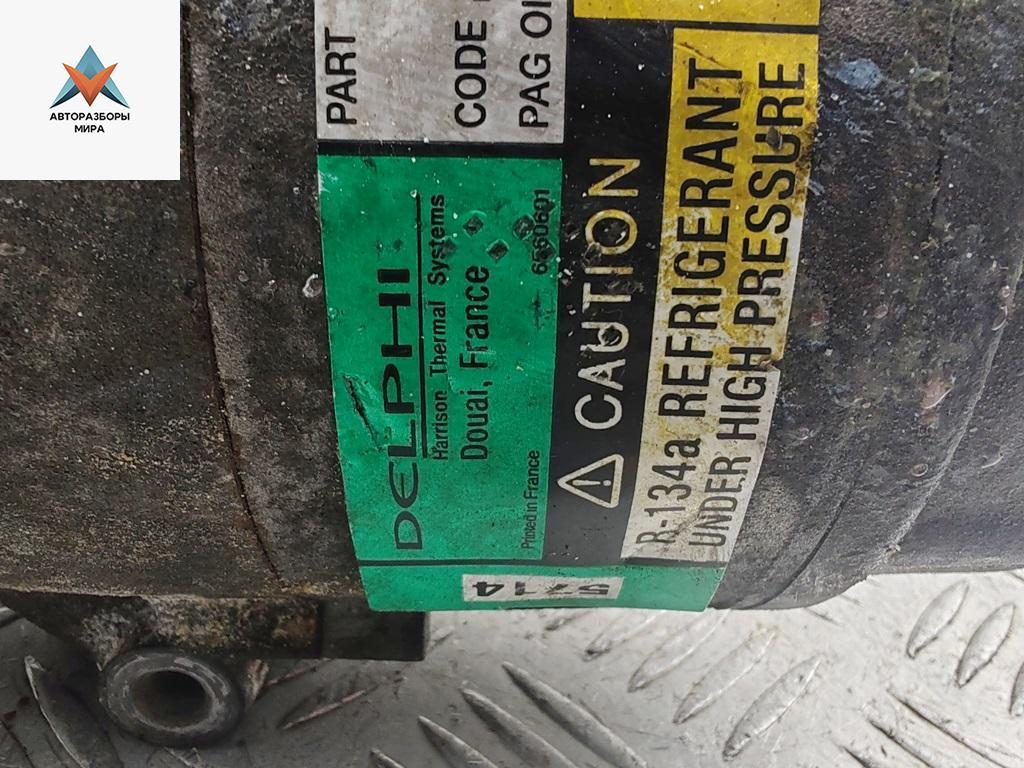 АВТОРАЗБОРЫ
МИРА
PART
CODE
PAG OI
DELPHI
Harrison Thermal Systems
Douai, France
6560601
Printed in France
⚠ CAUTION
R-134a REFRIGERANT
UNDER HIGH PRESSURE
4